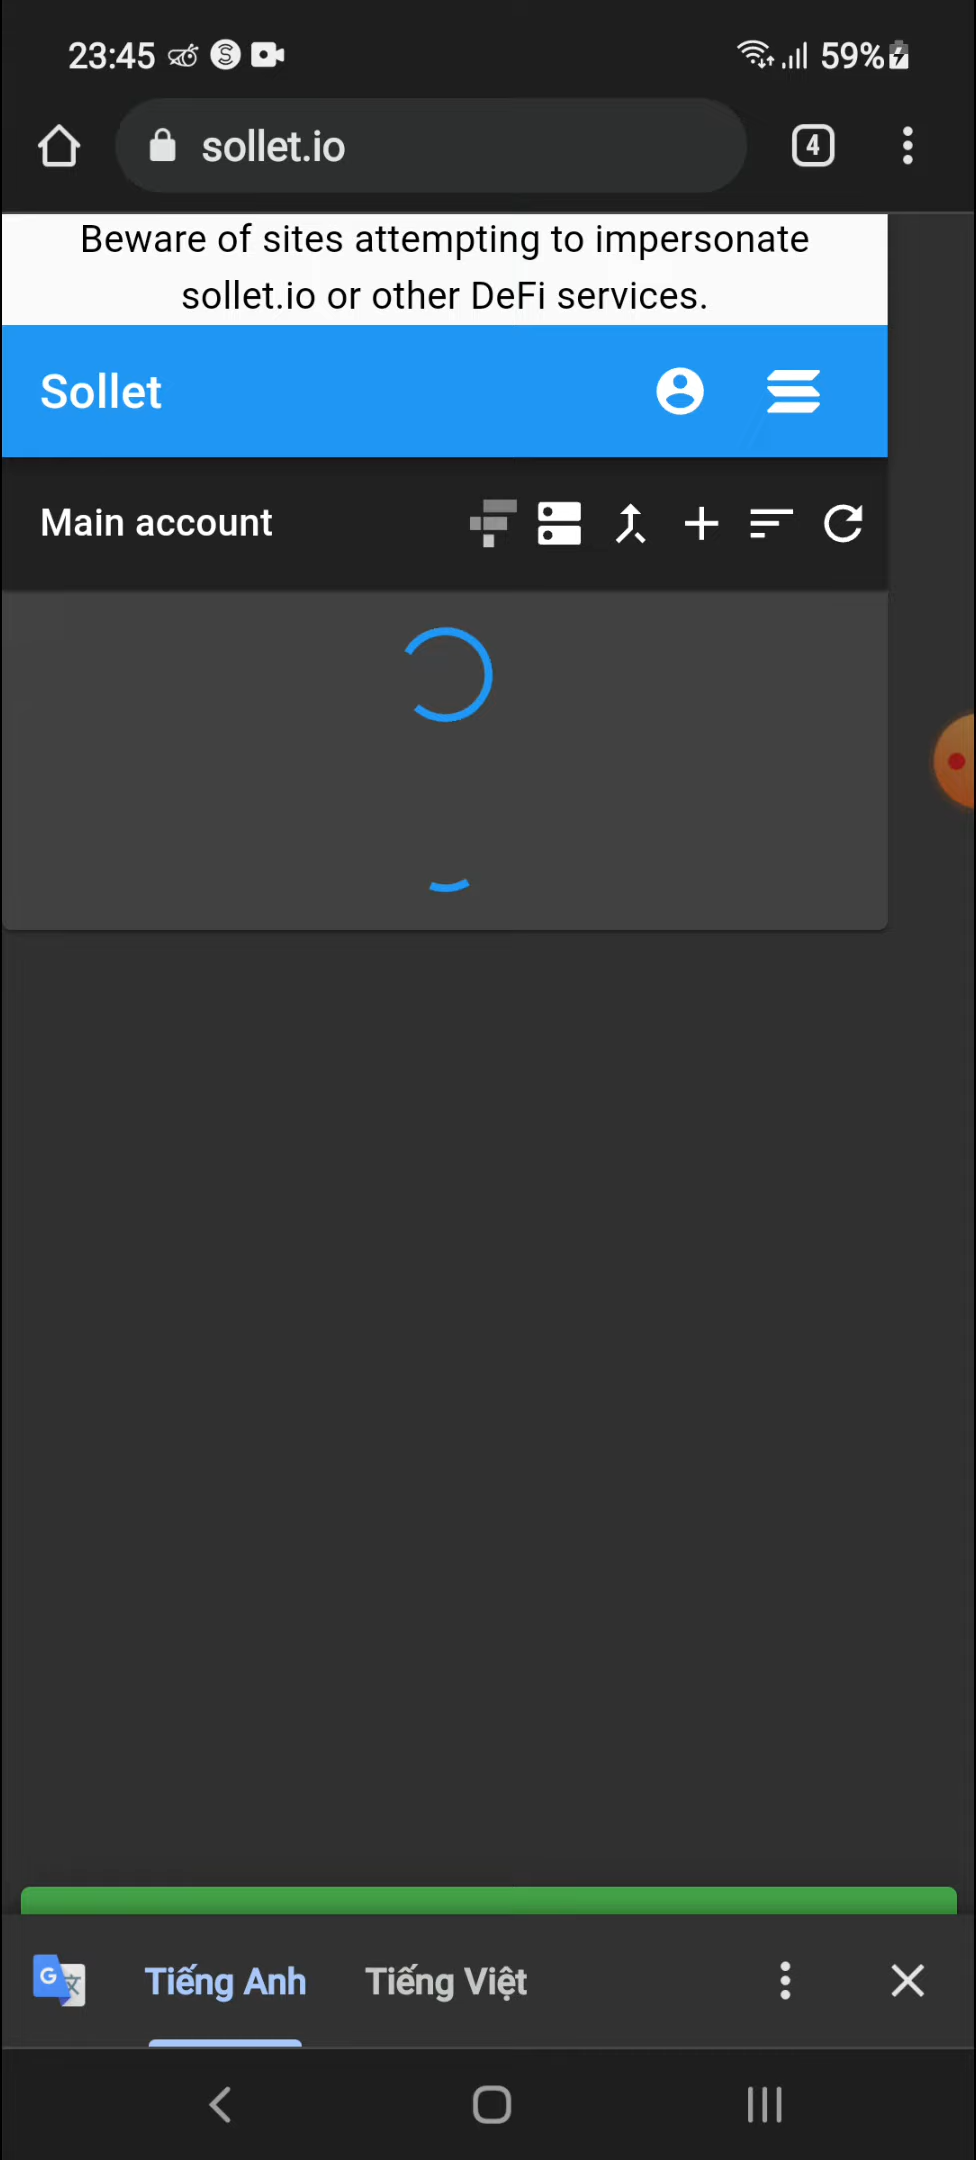 23:45
59%
sollet.io
4
Beware of sites attempting to impersonate
sollet.io or other DeFi services.
Sollet
Main account
Tiếng Anh
Tiếng Việt